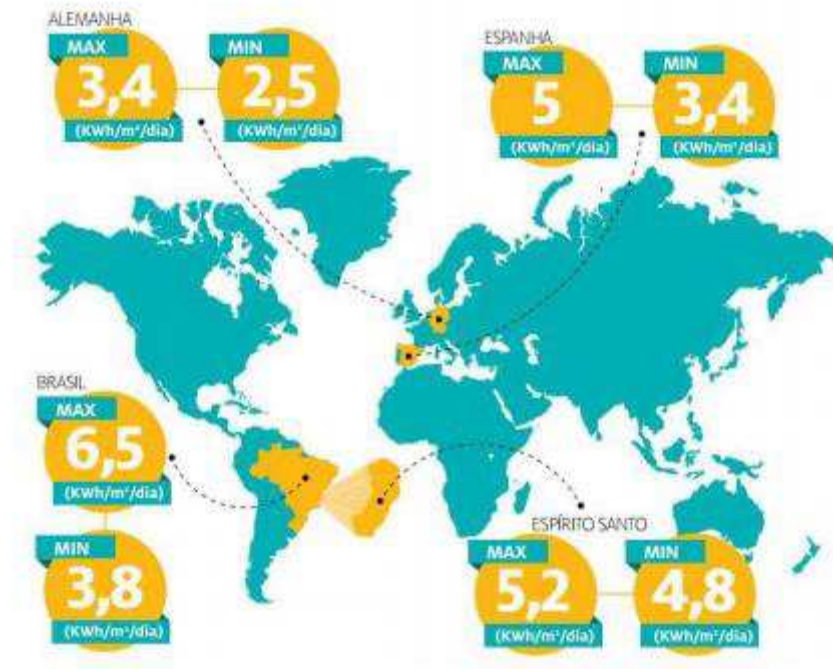 ALEMANHA
MAX
3,4
(KWh/m²/dia)
MIN
2,5
(KWh/m²/dia)
ESPANHA
MAX
5
(KWh/m²/dia)
MIN
3,4
(KWh/m²/dia)
BRASIL
MAX
6,5
(KWh/m²/dia)
MIN
3,8
(KWh/m²/dia)
ESPÍRITO SANTO
MAX
5,2
(KWh/m²/dia)
MIN
4,8
(KWh/m²/dia)